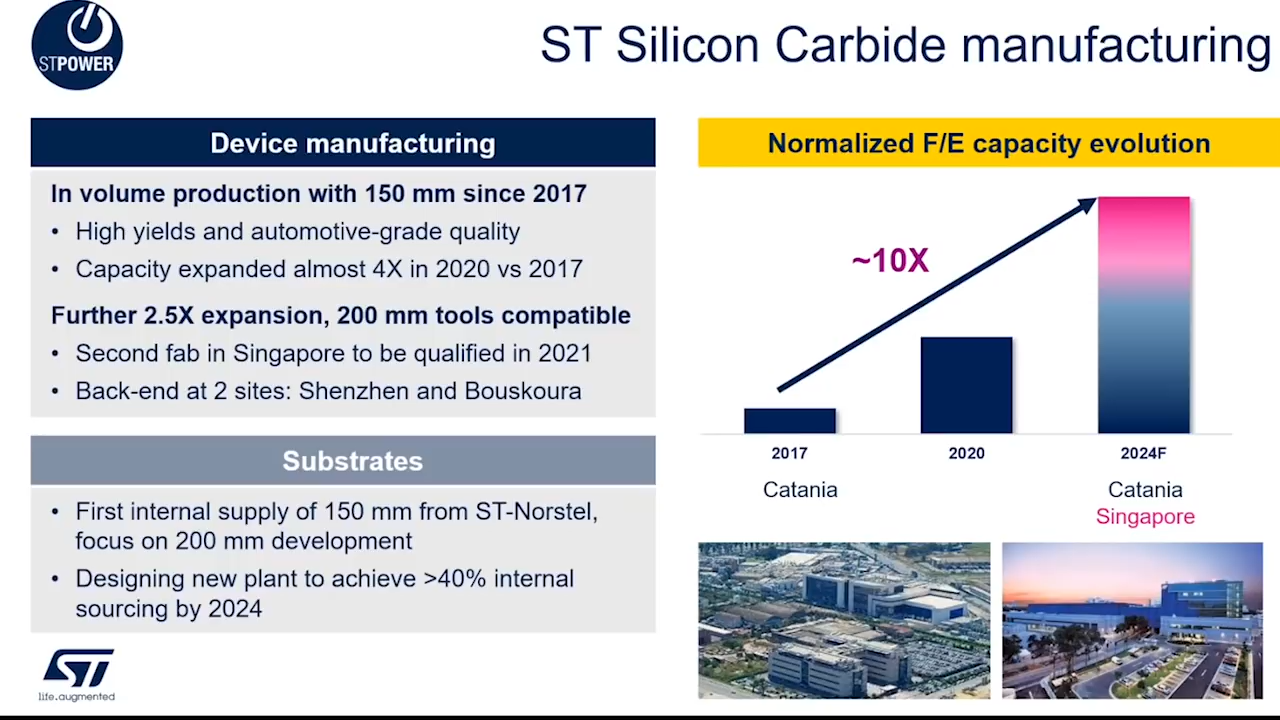 STPOWER
ST Silicon Carbide manufacturing
Device manufacturing
In volume production with 150 mm since 2017
• High yields and automotive-grade quality
• Capacity expanded almost 4X in 2020 vs 2017
Further 2.5X expansion, 200 mm tools compatible
• Second fab in Singapore to be qualified in 2021
• Back-end at 2 sites: Shenzhen and Bouskoura
Substrates
• First internal supply of 150 mm from ST-Norstel,
focus on 200 mm development
• Designing new plant to achieve >40% internal
sourcing by 2024
Normalized F/E capacity evolution
~10X
2017
2020
2024F
Catania
Catania
Singapore
ST
life.augmented